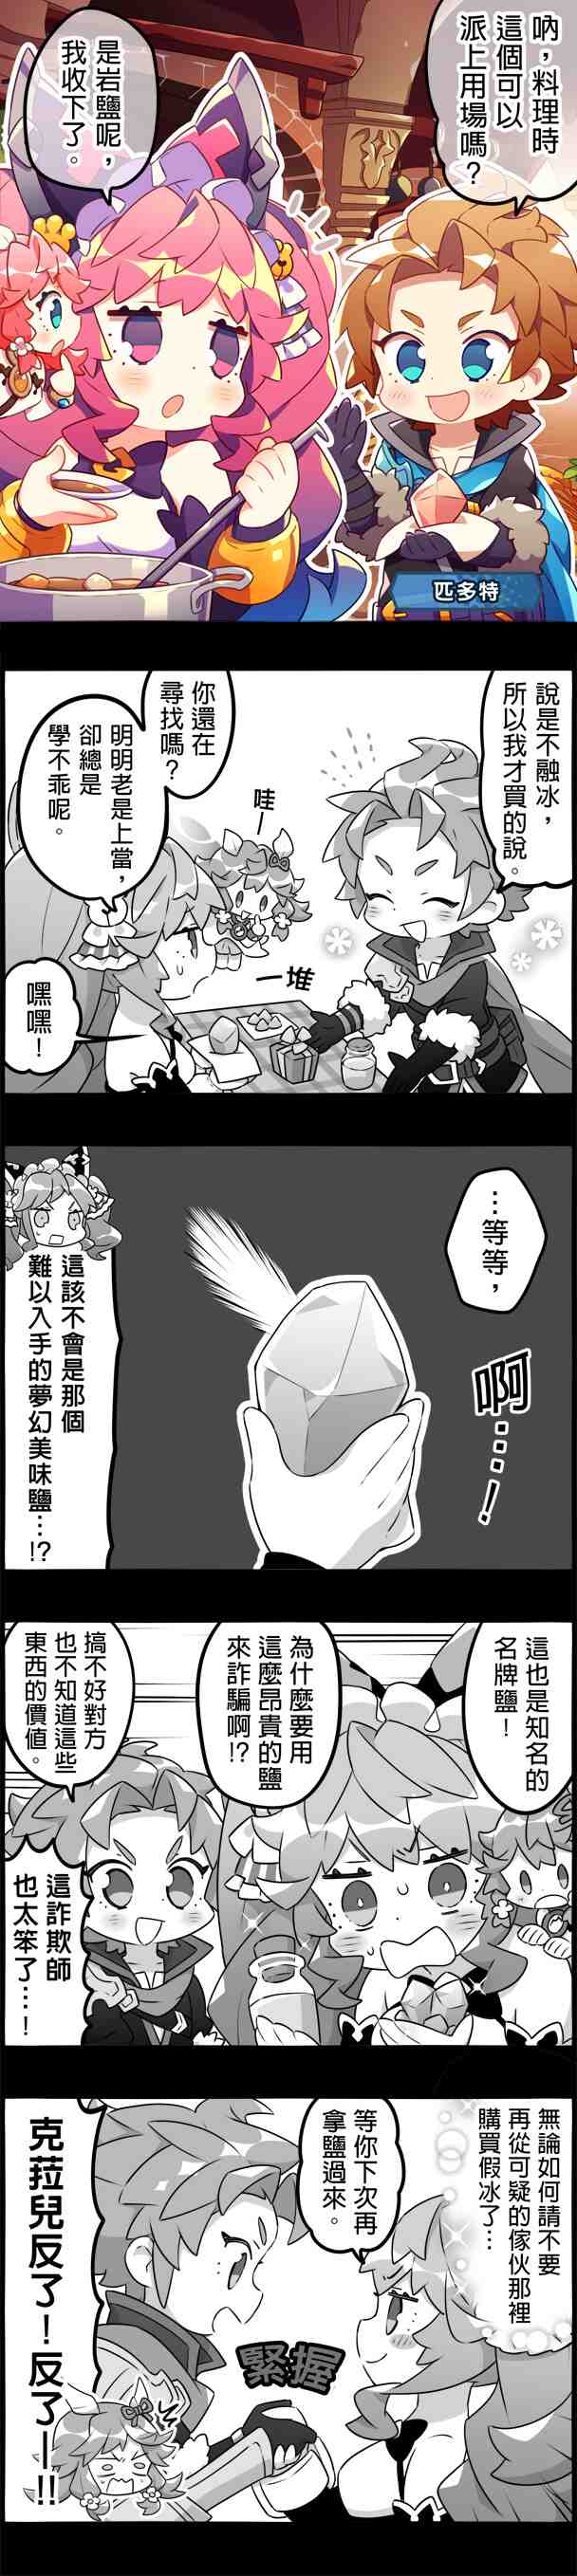 吶，料理時
這個可以
派上用場嗎？
是岩鹽呢，
我收下了。
匹多特
說是不融冰，
所以我才買的說。
你還在
尋找嗎？
明明老是上當，
卻總是
學不乖呢。
哇—
一堆
嘿嘿！
…等等，
啊…！
這該不會是那個
難以入手的夢幻美味鹽…!?
這也是知名的
名牌鹽！
為什麼要用
這麼昂貴的鹽
來詐騙啊!?
搞不好對方
也不知道這些
東西的價值。
這詐欺師
也太笨了…！
無論如何請不要
再從可疑的傢伙那裡
購買假冰了…
等你下次再
拿鹽過來。
緊握
克菈兒反了！反了—!!